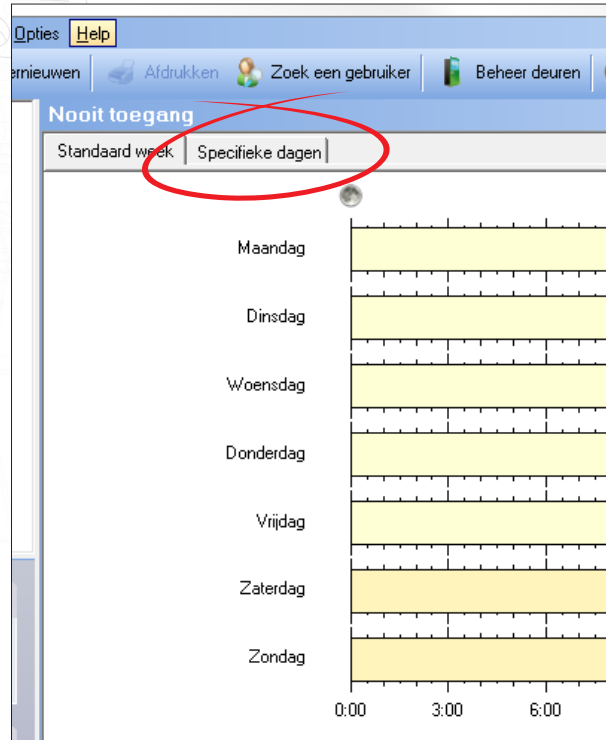 Opties Help
Afdrukken Zoek een gebruiker Beheer deuren
Nooit toegang
Standaard week Specifieke dagen
Maandag
Dinsdag
Woensdag
Donderdag
Vrijdag
Zaterdag
Zondag
0:00 3:00 6:00